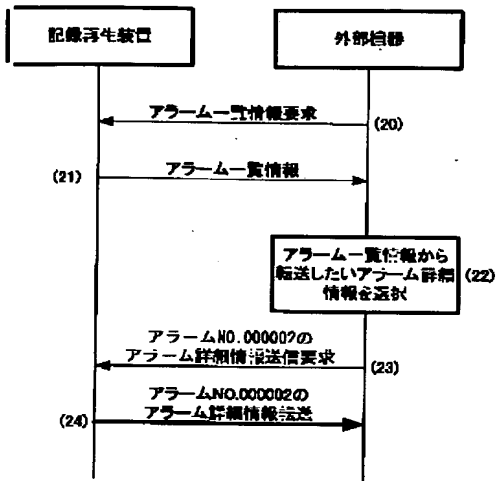 記録再生装置
外部機器
アラーム一覧情報要求
(20)
(21)
アラーム一覧情報
アラーム一覧情報から
転送したいアラーム詳細
情報を選択
(22)
アラームNO.000002の
アラーム詳細情報送信要求
(23)
アラームNO.000002の
アラーム詳細情報転送
(24)